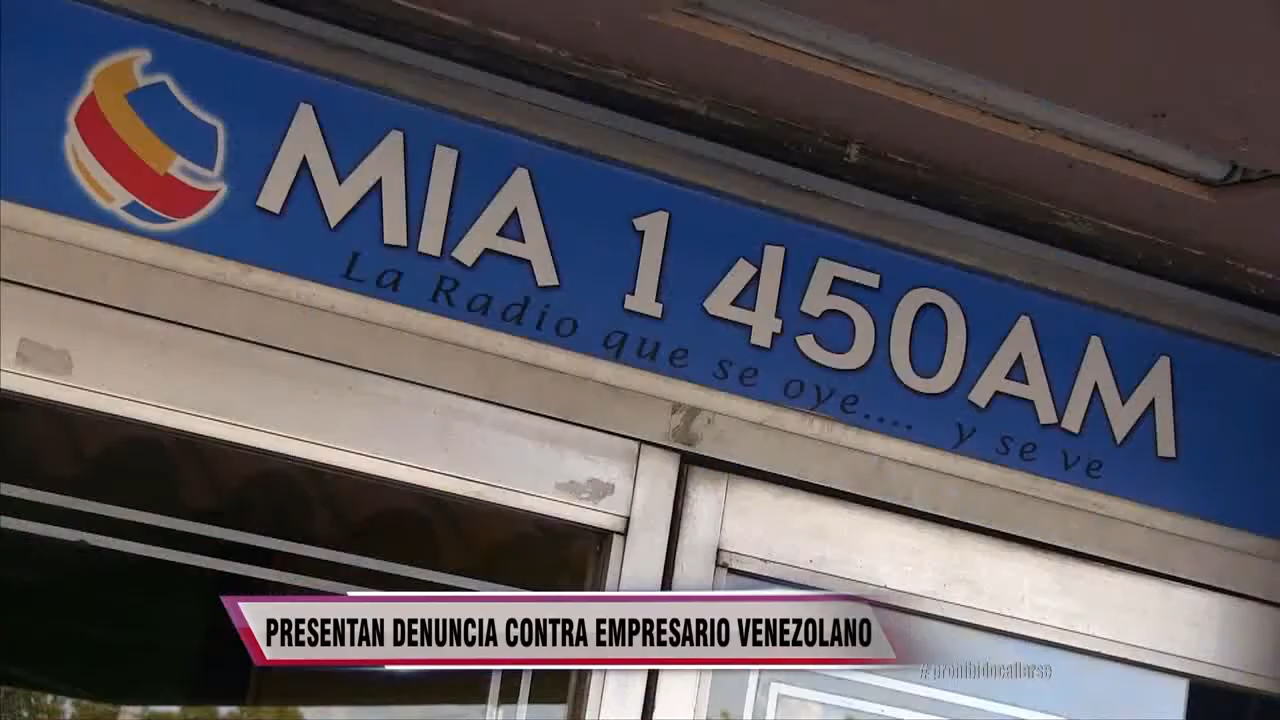 MIA 1450AM
La Radio que se oye.... y se ve
PRESENTAN DENUNCIA CONTRA EMPRESARIO VENEZOLANO
#prohibidocallarse